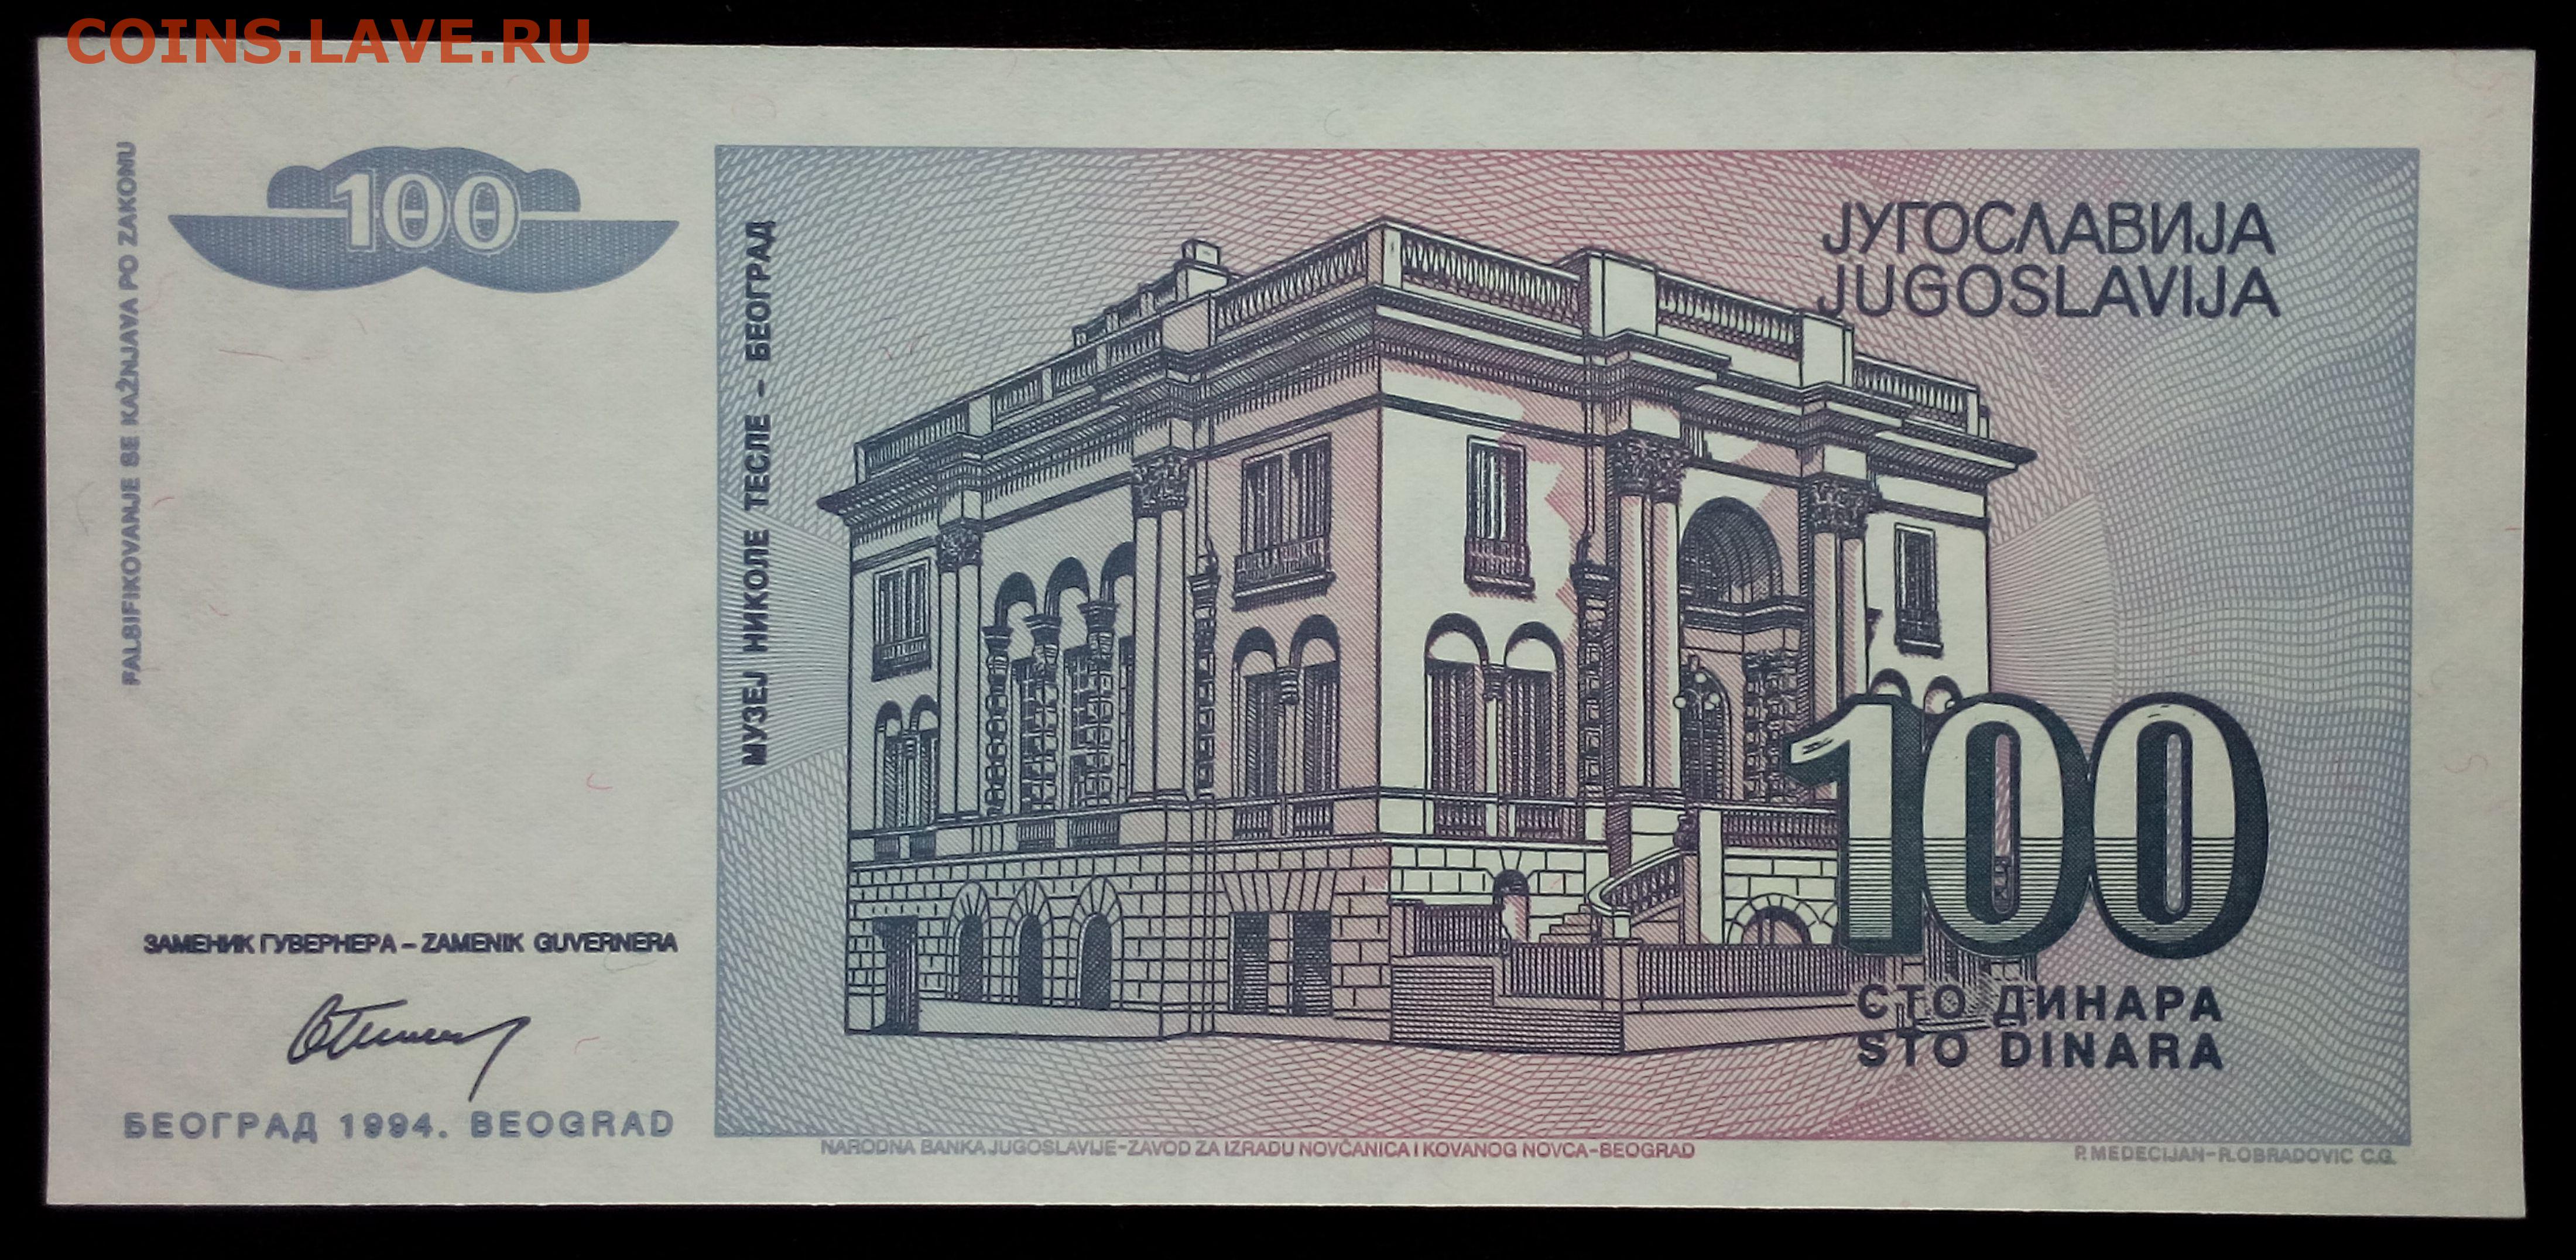 COINS.LAVE.RU
FALSIFIKOVANJE SE KAŽNJAVA PO ZAKONU
100
ЗАМЕНИК ГУВЕРНЕРА – ZAMENIK GUVERNERA
БЕОГРАД 1994. BEOGRAD
МУЗЕЈ НИКОЛЕ ТЕСЛЕ – БЕОГРАД
ЈУГОСЛАВИЈА
JUGOSLAVIJA
100
СТО ДИНАРА
STO DINARA
NARODNA BANKA JUGOSLAVIJE–ZAVOD ZA IZRADU NOVČANICA I KOVANOG NOVCA–BEOGRAD
P. MEDECIJAN–R. OBRADOVIC C.G.